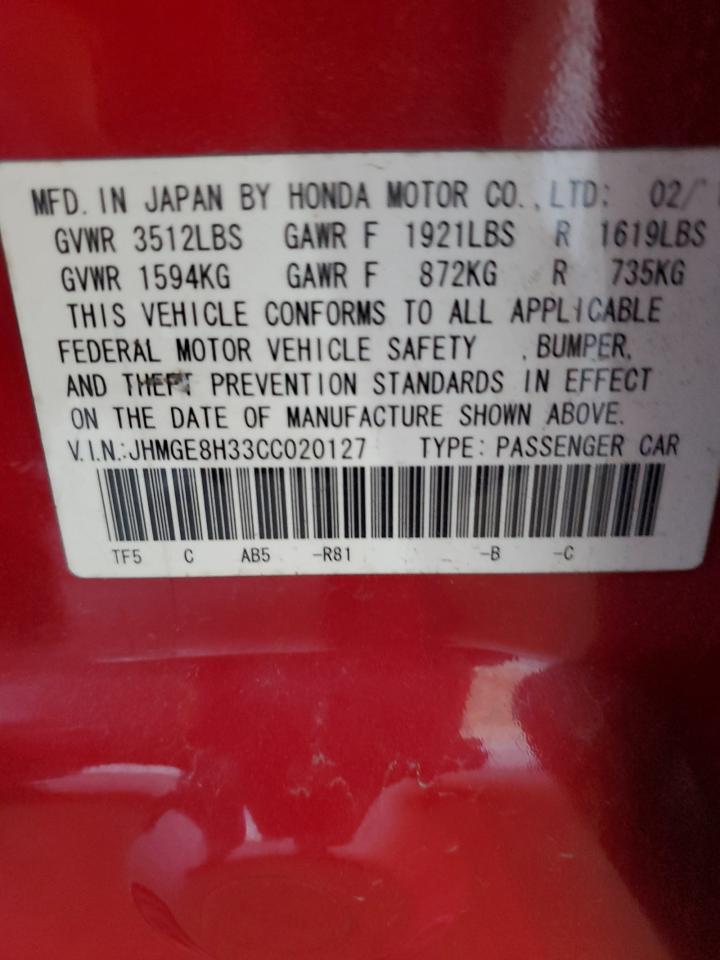 MFD. IN JAPAN BY HONDA MOTOR CO., LTD: 02/
GVWR 3512LBS GAWR F 1921LBS R 1619LBS
GVWR 1594KG GAWR F 872KG R 735KG
THIS VEHICLE CONFORMS TO ALL APPLICABLE
FEDERAL MOTOR VEHICLE SAFETY , BUMPER,
AND THEFT PREVENTION STANDARDS IN EFFECT
ON THE DATE OF MANUFACTURE SHOWN ABOVE.
V.I.N.:JHMGE8H33CC020127 TYPE: PASSENGER CAR
TF5 C AB5 -R81 -B -C